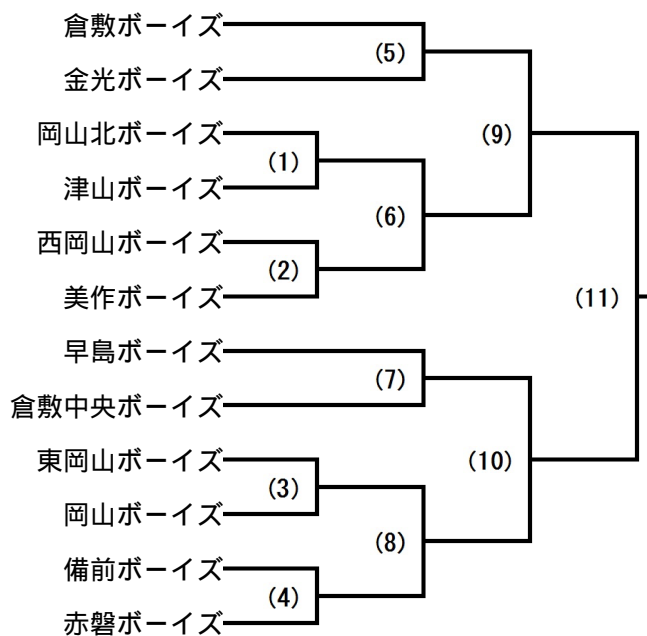 倉敷ボーイズ
(5)
金光ボーイズ
岡山北ボーイズ
(9)
(1)
津山ボーイズ
(6)
西岡山ボーイズ
(2)
美作ボーイズ
(11)
早島ボーイズ
(7)
倉敷中央ボーイズ
東岡山ボーイズ
(10)
(3)
岡山ボーイズ
(8)
備前ボーイズ
(4)
赤磐ボーイズ